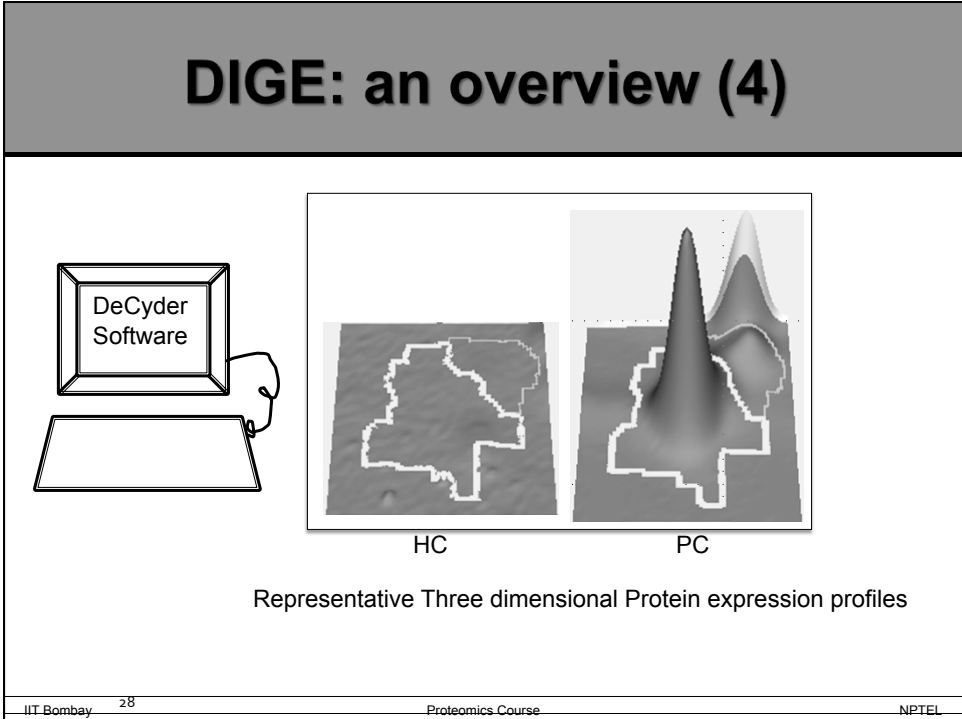 DIGE: an overview (4)
DeCyder
Software
HC
PC
Representative Three dimensional Protein expression profiles
IIT Bombay
28
Proteomics Course
NPTEL